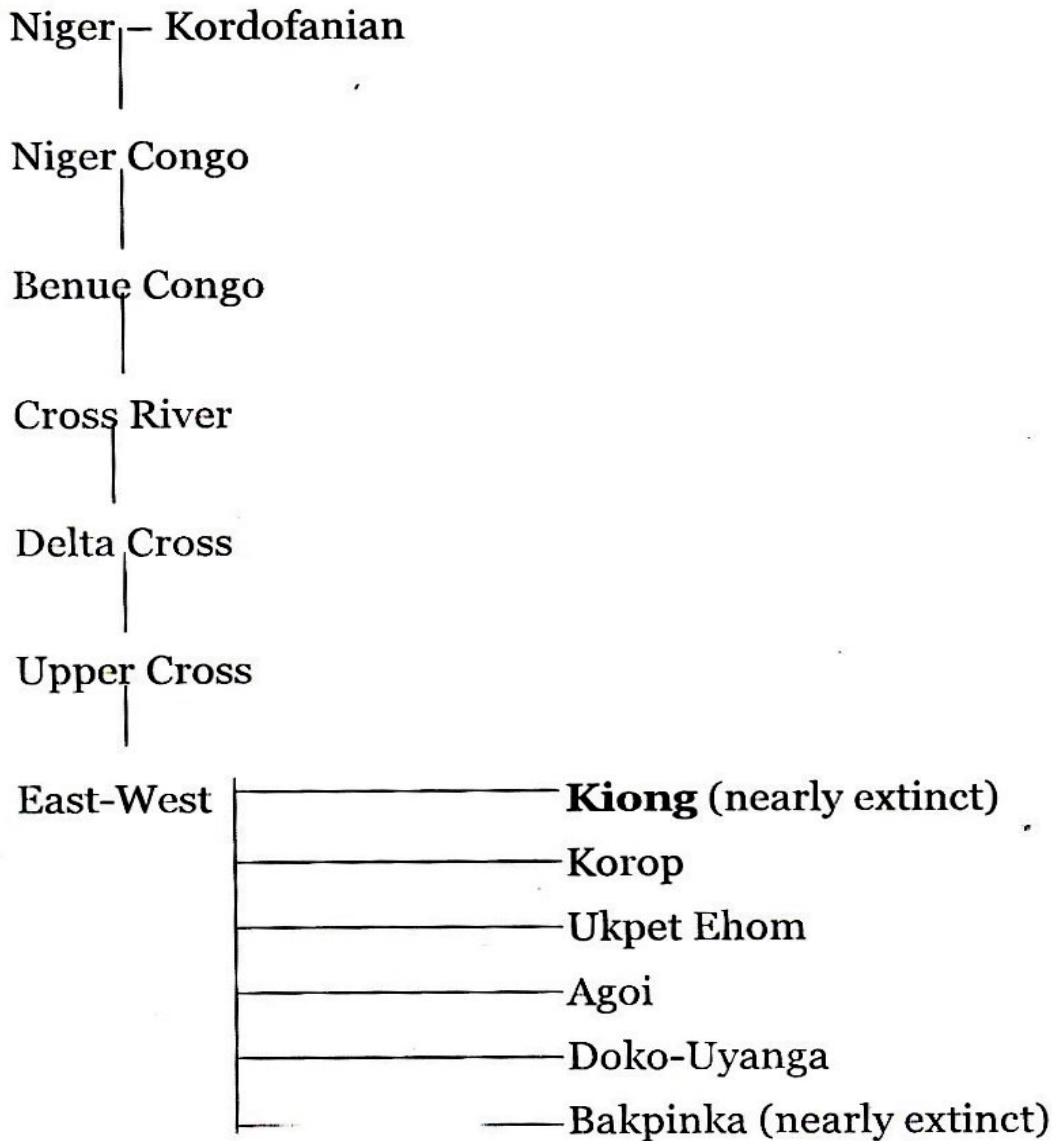 Niger – Kordofanian
Niger Congo
Benue Congo
Cross River
Delta Cross
Upper Cross
East-West
Kiong (nearly extinct)
Korop
Ukpet Ehom
Agoi
Doko-Uyanga
Bakpinka (nearly extinct)